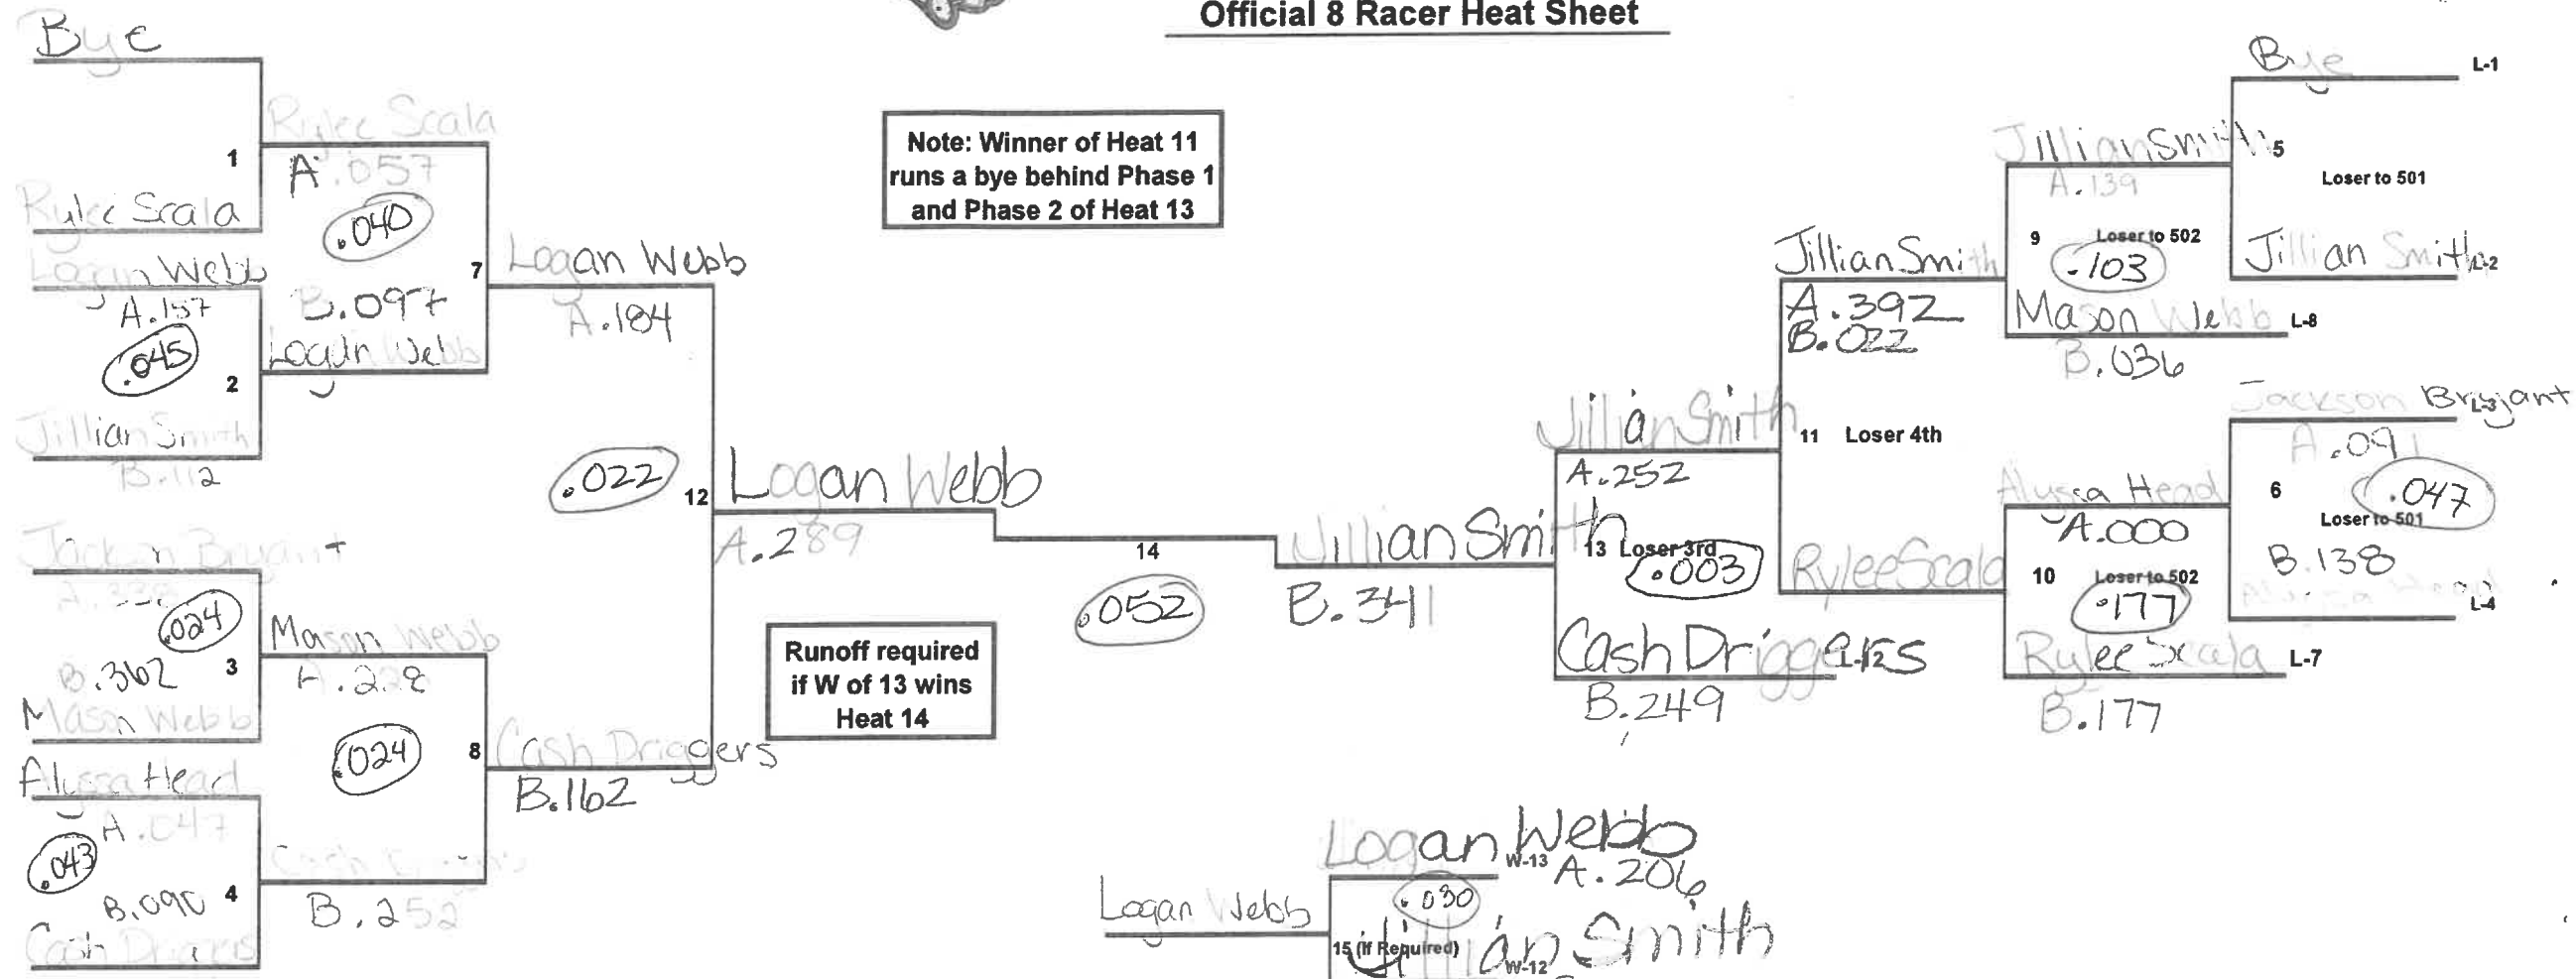 Official 8 Racer Heat Sheet
Bye
1
Rylee Scala
Rylee Scala
A .057
.040
B .097
Logan Webb
7
Logan Webb
A .157
.045
2
Jillian Smith
B .112
Logan Webb
A .184
.022
12
Jackson Bryant
.024
B .362
3
Mason Webb
Mason Webb
A .228
.024
8
Alyssa Head
A .047
.043
B .090
4
Cash Driggers
B .252
Cash Driggers
B .162
Note: Winner of Heat 11
runs a bye behind Phase 1
and Phase 2 of Heat 13
Logan Webb
A .289
14
.052
Runoff required
if W of 13 wins
Heat 14
Jillian Smith
B .341
Jillian Smith
A .252
13 Loser 3rd
.003
Cash Driggers
B .249
Jillian Smith
A .392
B .022
11 Loser 4th
Rylee Scala
Jillian Smith
A .139
9 Loser to 502
.103
Mason Webb L-8
B .036
Alyssa Head
A .000
10 Loser to 502
.177
Rylee Scala L-7
B .177
Bye L-1
5
Loser to 501
Jillian Smith L-2
Jackson Bryant L-3
A .091
6
.047
Loser to 501
B .138
L-4
Logan Webb
W-13
A .206
.030
Logan Webb
15 (If Required)
Jillian Smith
W-12